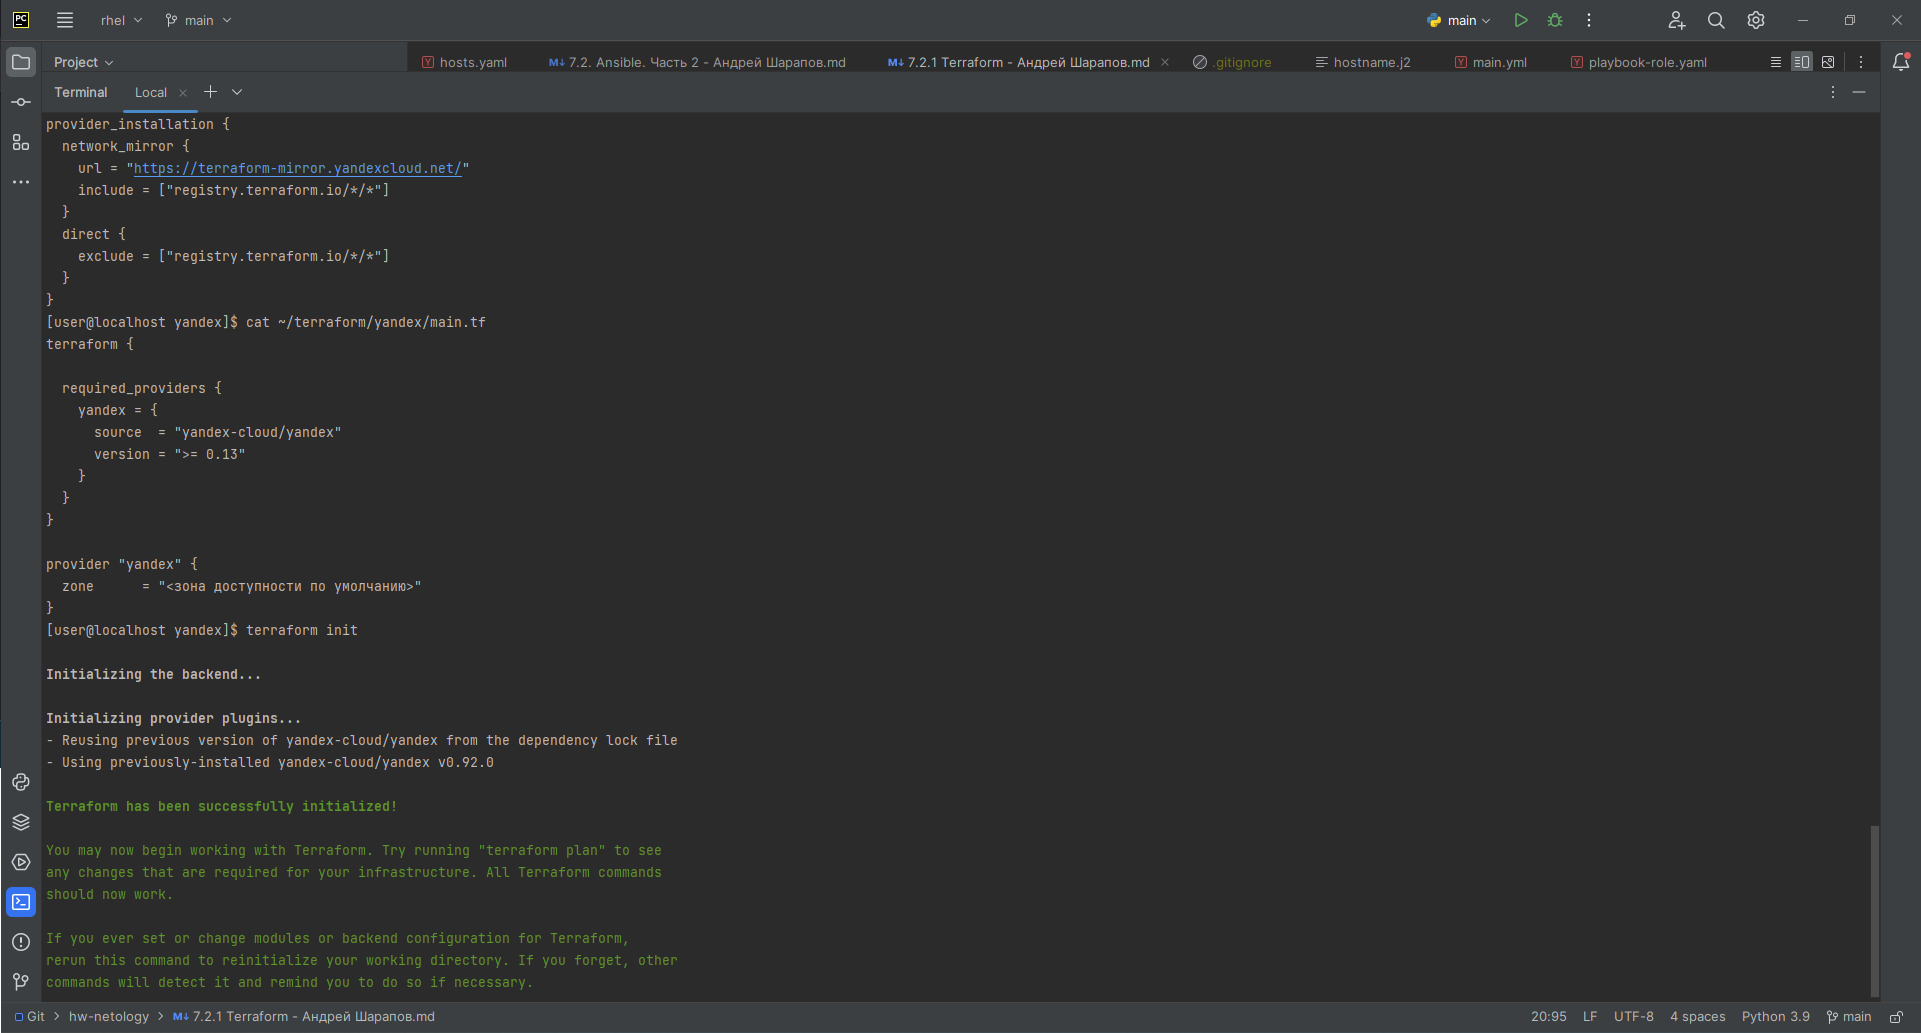 PC
rhel
main
main
Project
hosts.yaml
M↓ 7.2. Ansible. Часть 2 - Андрей Шарапов.md
M↓ 7.2.1 Terraform - Андрей Шарапов.md
.gitignore
hostname.j2
Y main.yml
Y playbook-role.yaml
Terminal
Local
provider_installation {
  network_mirror {
    url = "https://terraform-mirror.yandexcloud.net/"
    include = ["registry.terraform.io/*/*"]
  }
  direct {
    exclude = ["registry.terraform.io/*/*"]
  }
}
[user@localhost yandex]$ cat ~/terraform/yandex/main.tf
terraform {
  required_providers {
    yandex = {
      source  = "yandex-cloud/yandex"
      version = ">= 0.13"
    }
  }
}
provider "yandex" {
  zone      = "<зона доступности по умолчанию>"
}
[user@localhost yandex]$ terraform init
Initializing the backend...
Initializing provider plugins...
- Reusing previous version of yandex-cloud/yandex from the dependency lock file
- Using previously-installed yandex-cloud/yandex v0.92.0
Terraform has been successfully initialized!
You may now begin working with Terraform. Try running "terraform plan" to see
any changes that are required for your infrastructure. All Terraform commands
should now work.
If you ever set or change modules or backend configuration for Terraform,
rerun this command to reinitialize your working directory. If you forget, other
commands will detect it and remind you to do so if necessary.
Git > hw-netology > M↓ 7.2.1 Terraform - Андрей Шарапов.md
20:95 LF UTF-8 4 spaces Python 3.9 main